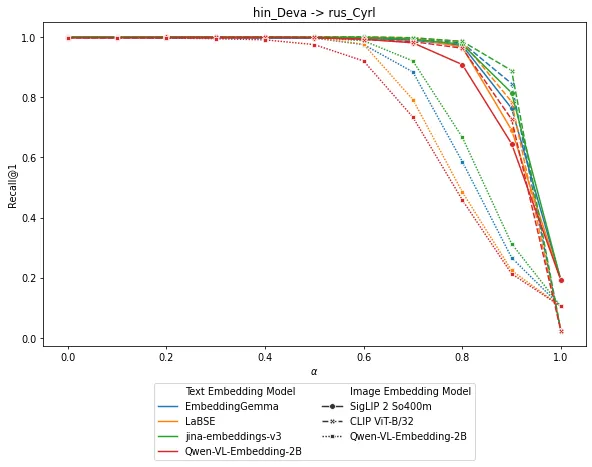 hin_Deva -> rus_Cyrl
Recall@1
1.0
0.8
0.6
0.4
0.2
0.0
0.0 0.2 0.4 0.6 0.8 1.0
α
Text Embedding Model Image Embedding Model
EmbeddingGemma SigLIP 2 So400m
LaBSE CLIP ViT-B/32
jina-embeddings-v3 Qwen-VL-Embedding-2B
Qwen-VL-Embedding-2B